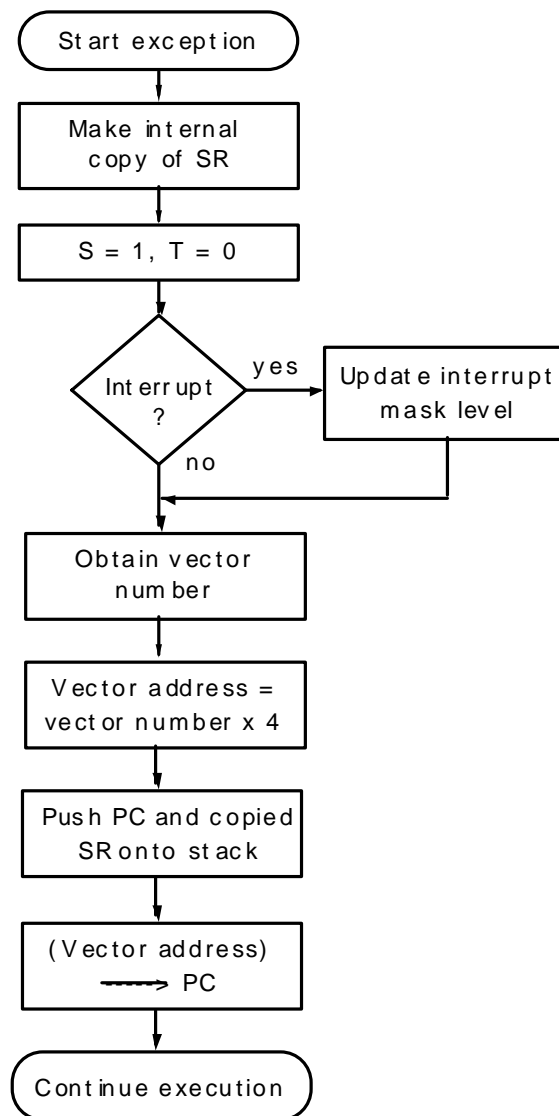 Start exception
Make internal
copy of SR
S = 1, T = 0
Interrupt
?
yes
Update interrupt
mask level
no
Obtain vector
number
Vector address =
vector number x 4
Push PC and copied
SR onto stack
(Vector address)
PC
Continue execution